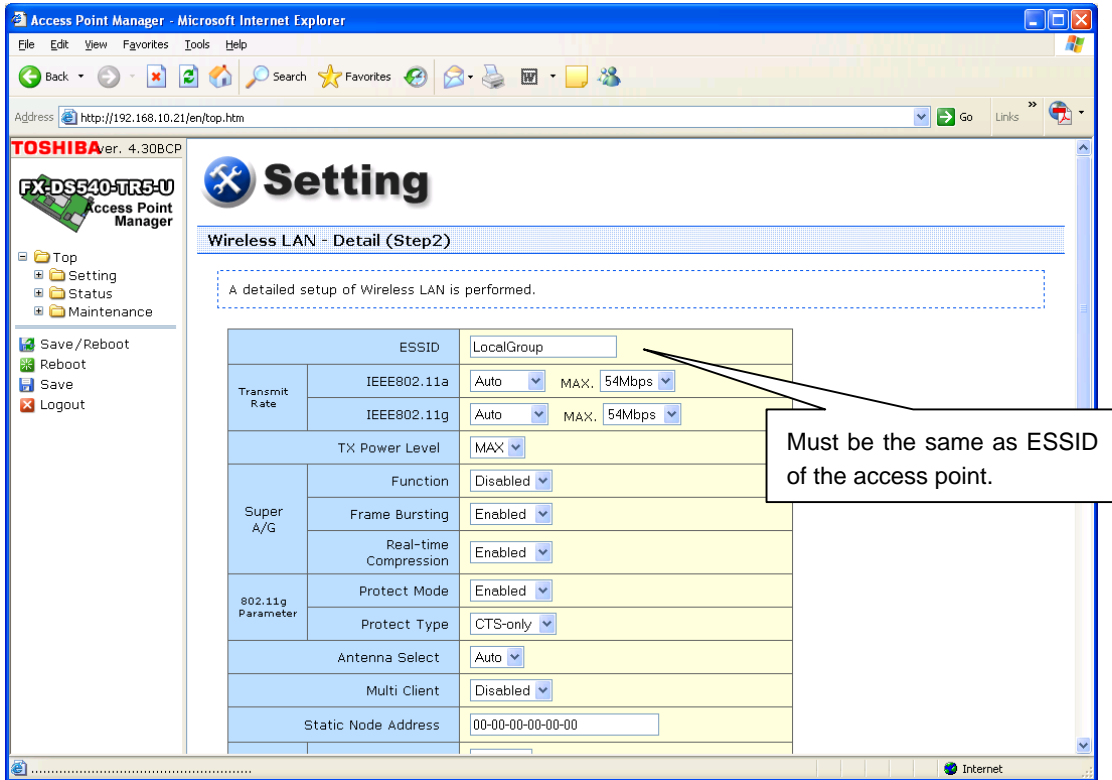 Access Point Manager - Microsoft Internet Explorer
File Edit View Favorites Tools Help
Back Search Favorites
Address http://192.168.10.21/en/top.htm Go Links »
TOSHIBA ver. 4.30BCP
FX-DS540-TR5-U
Access Point
Manager
Top
Setting
Status
Maintenance
Save/Reboot
Reboot
Save
Logout
Setting
Wireless LAN - Detail (Step2)
A detailed setup of Wireless LAN is performed.
ESSID LocalGroup
Transmit Rate
IEEE802.11a Auto MAX. 54Mbps
IEEE802.11g Auto MAX. 54Mbps
TX Power Level MAX
Super A/G
Function Disabled
Frame Bursting Enabled
Real-time Compression Enabled
802.11g Parameter
Protect Mode Enabled
Protect Type CTS-only
Antenna Select Auto
Multi Client Disabled
Static Node Address 00-00-00-00-00-00
Must be the same as ESSID
of the access point.
Internet